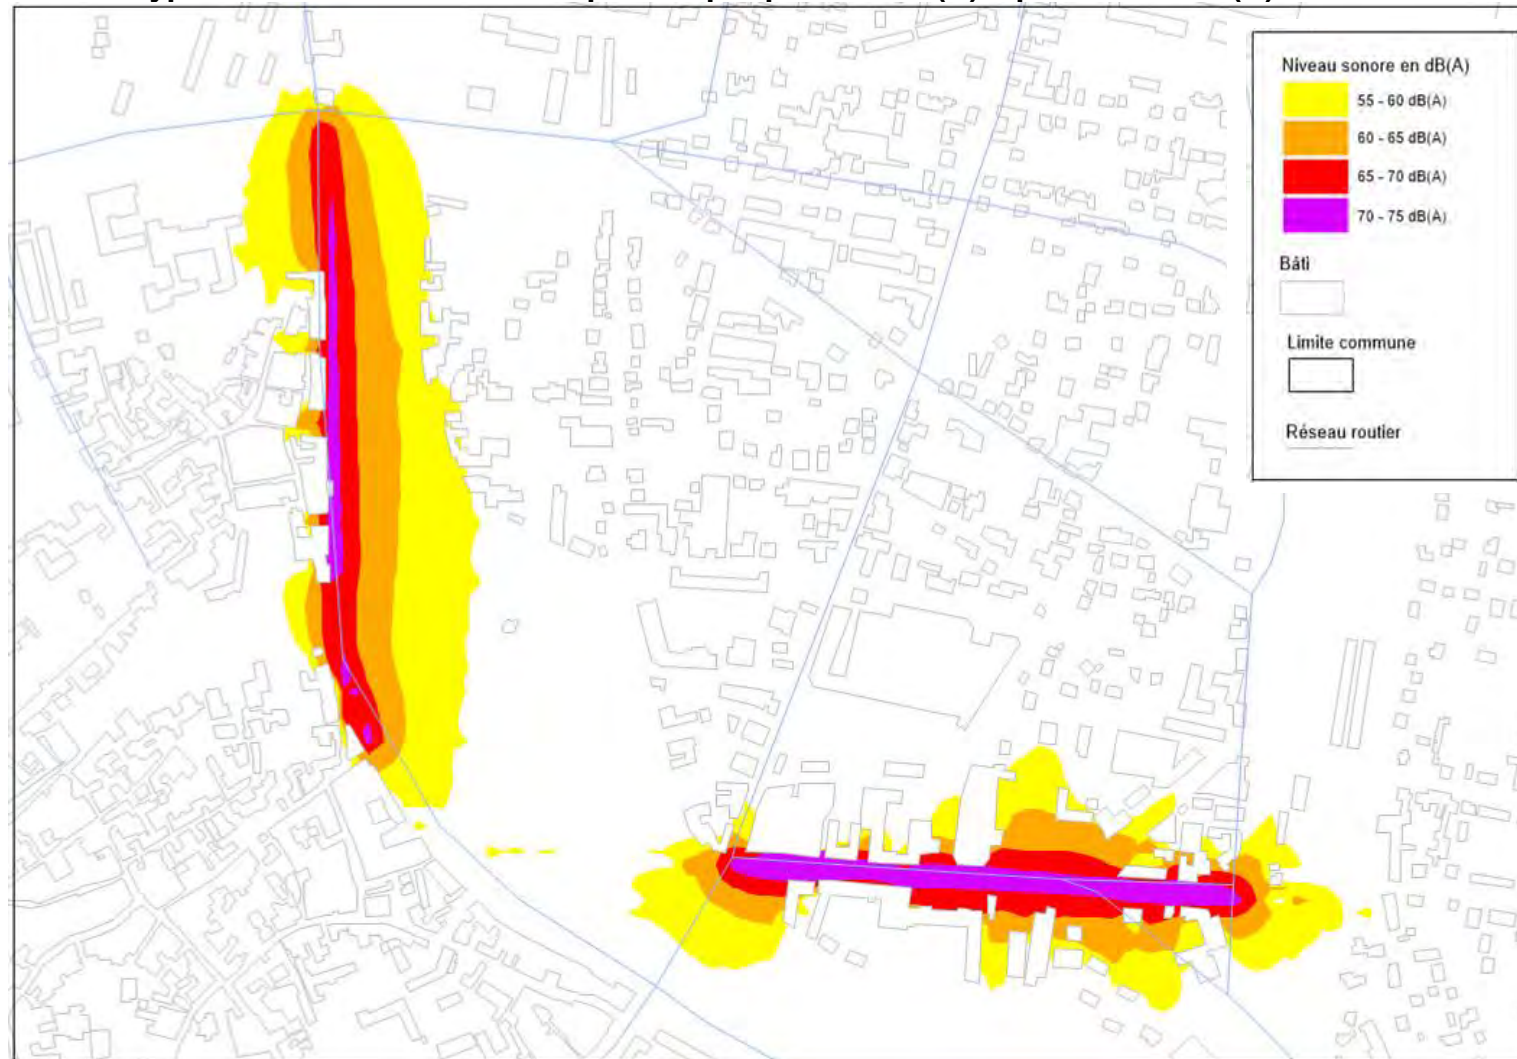 Niveau sonore en dB(A)
55 - 60 dB(A)
60 - 65 dB(A)
65 - 70 dB(A)
70 - 75 dB(A)
Bâti
Limite commune
Réseau routier